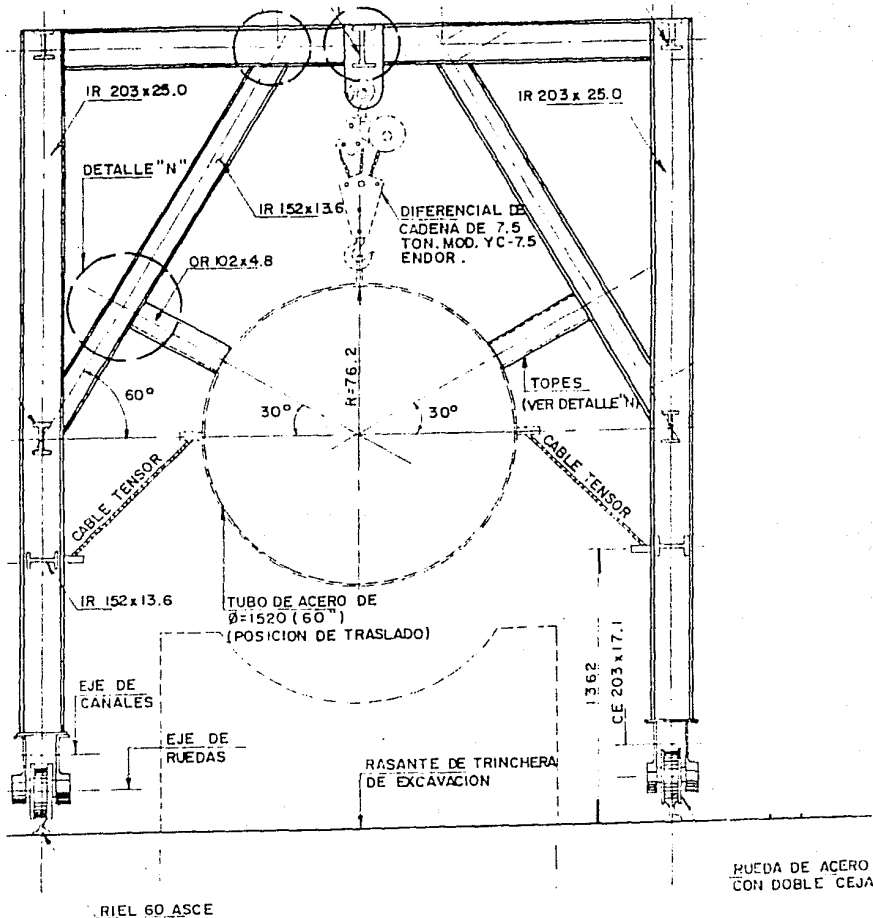 IR 203 x 25.0
IR 203 x 25.0
DETALLE "N"
IR 152 x 13.6
DIFERENCIAL DE
CADENA DE 7.5
TON. MOD. YC-7.5
ENDOR.
OR 102 x 4.8
R=76.2
60°
30°
30°
TOPES
(VER DETALLE "N")
CABLE TENSOR
CABLE TENSOR
IR 152 x 13.6
TUBO DE ACERO DE
Ø=1520 (60")
(POSICION DE TRASLADO)
1362
CE 203 x 17.1
EJE DE
CANALES
EJE DE
RUEDAS
RASANTE DE TRINCHERA
DE EXCAVACION
RUEDA DE ACERO
CON DOBLE CEJA
RIEL 60 ASCE